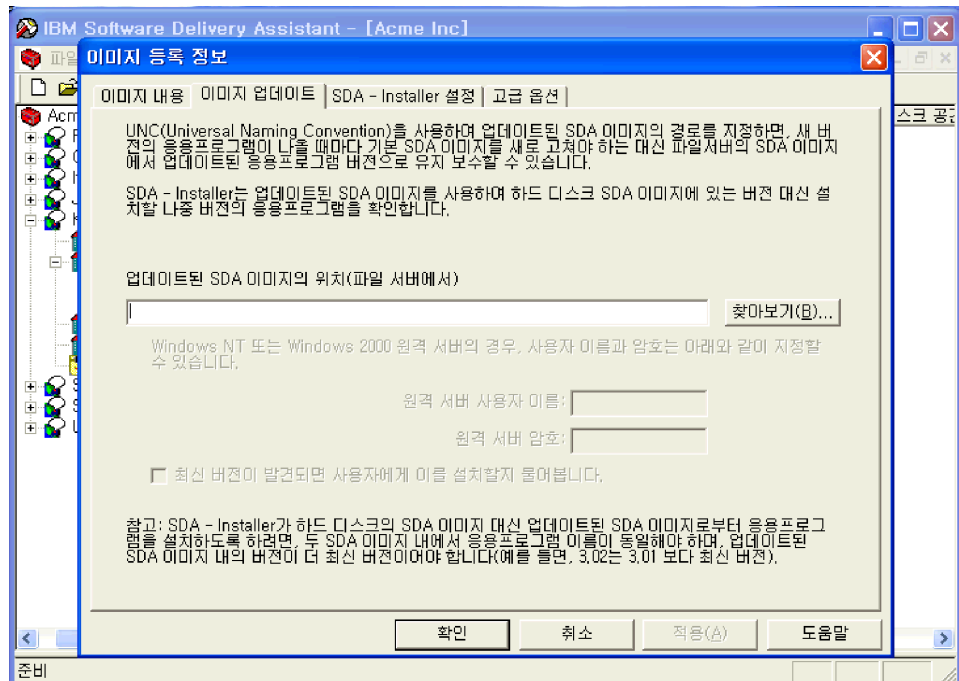 IBM Software Delivery Assistant - [Acme Inc]
파일
이미지 등록 정보
이미지 내용
이미지 업데이트
SDA - Installer 설정
고급 옵션
Acm
스크 공급
UNC(Universal Naming Convention)을 사용하여 업데이트된 SDA 이미지의 경로를 지정하면, 새 버
전의 응용프로그램이 나올 때마다 기본 SDA 이미지를 새로 고쳐야 하는 대신 파일서버의 SDA 이미지
에서 업데이트된 응용프로그램 버전으로 유지 보수할 수 있습니다.
SDA - Installer는 업데이트된 SDA 이미지를 사용하여 하드 디스크 SDA 이미지에 있는 버전 대신 설
치할 나중 버전의 응용프로그램을 확인합니다.
업데이트된 SDA 이미지의 위치(파일 서버에서)
찾아보기(B)...
Windows NT 또는 Windows 2000 원격 서버의 경우, 사용자 이름과 암호는 아래와 같이 지정할
수 있습니다.
원격 서버 사용자 이름:
원격 서버 암호:
최신 버전이 발견되면 사용자에게 이를 설치할지 물어봅니다.
참고: SDA - Installer가 하드 디스크의 SDA 이미지 대신 업데이트된 SDA 이미지로부터 응용프로그
램을 설치하도록 하려면, 두 SDA 이미지 내에서 응용프로그램 이름이 동일해야 하며, 업데이트된
SDA 이미지 내의 버전이 더 최신 버전이어야 합니다(예를 들면, 3.02는 3.01 보다 최신 버전).
확인
취소
적용(A)
도움말
준비